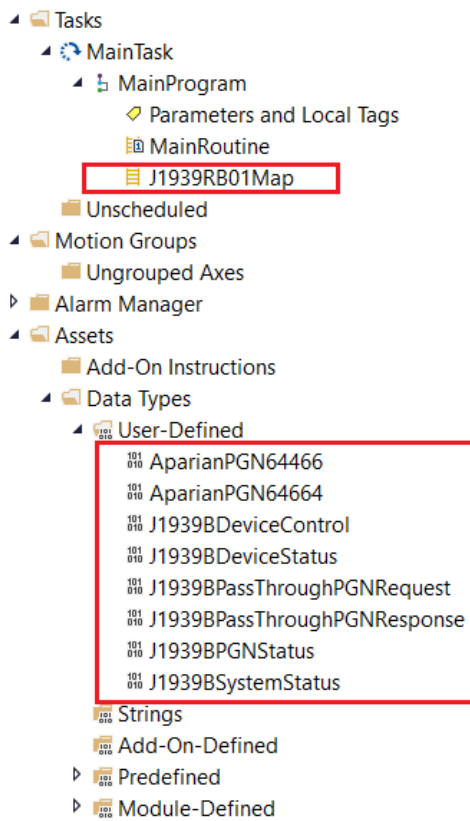 Tasks
MainTask
MainProgram
Parameters and Local Tags
MainRoutine
J1939RB01Map
Unscheduled
Motion Groups
Ungrouped Axes
Alarm Manager
Assets
Add-On Instructions
Data Types
User-Defined
AparianPGN64466
AparianPGN64664
J1939BDeviceControl
J1939BDeviceStatus
J1939BPassThroughPGNRequest
J1939BPassThroughPGNResponse
J1939BPGNStatus
J1939BSystemStatus
Strings
Add-On-Defined
Predefined
Module-Defined